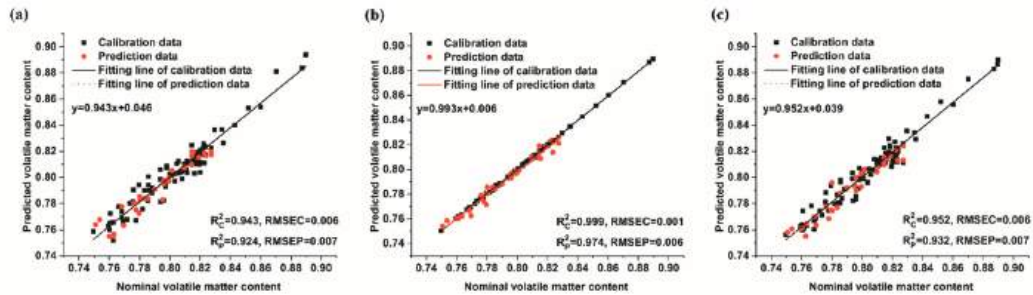 (a)
0.90
0.88
0.86
0.84
0.82
0.80
0.78
0.76
0.74
Predicted volatile matter content
Calibration data
Prediction data
Fitting line of calibration data
Fitting line of prediction data
y=0.943x+0.046
R²C=0.943, RMSEC=0.006
R²P=0.924, RMSEP=0.007
0.74 0.76 0.78 0.80 0.82 0.84 0.86 0.88 0.90
Nominal volatile matter content
(b)
0.90
0.88
0.86
0.84
0.82
0.80
0.78
0.76
0.74
Predicted volatile matter content
Calibration data
Prediction data
Fitting line of calibration data
Fitting line of prediction data
y=0.993x+0.006
R²C=0.999, RMSEC=0.001
R²P=0.974, RMSEP=0.006
0.74 0.76 0.78 0.80 0.82 0.84 0.86 0.88 0.90
Nominal volatile matter content
(c)
0.90
0.88
0.86
0.84
0.82
0.80
0.78
0.76
0.74
Predicted volatile matter content
Calibration data
Prediction data
Fitting line of calibration data
Fitting line of prediction data
y=0.952x+0.039
R²C=0.952, RMSEC=0.006
R²P=0.932, RMSEP=0.007
0.74 0.76 0.78 0.80 0.82 0.84 0.86 0.88 0.90
Nominal volatile matter content